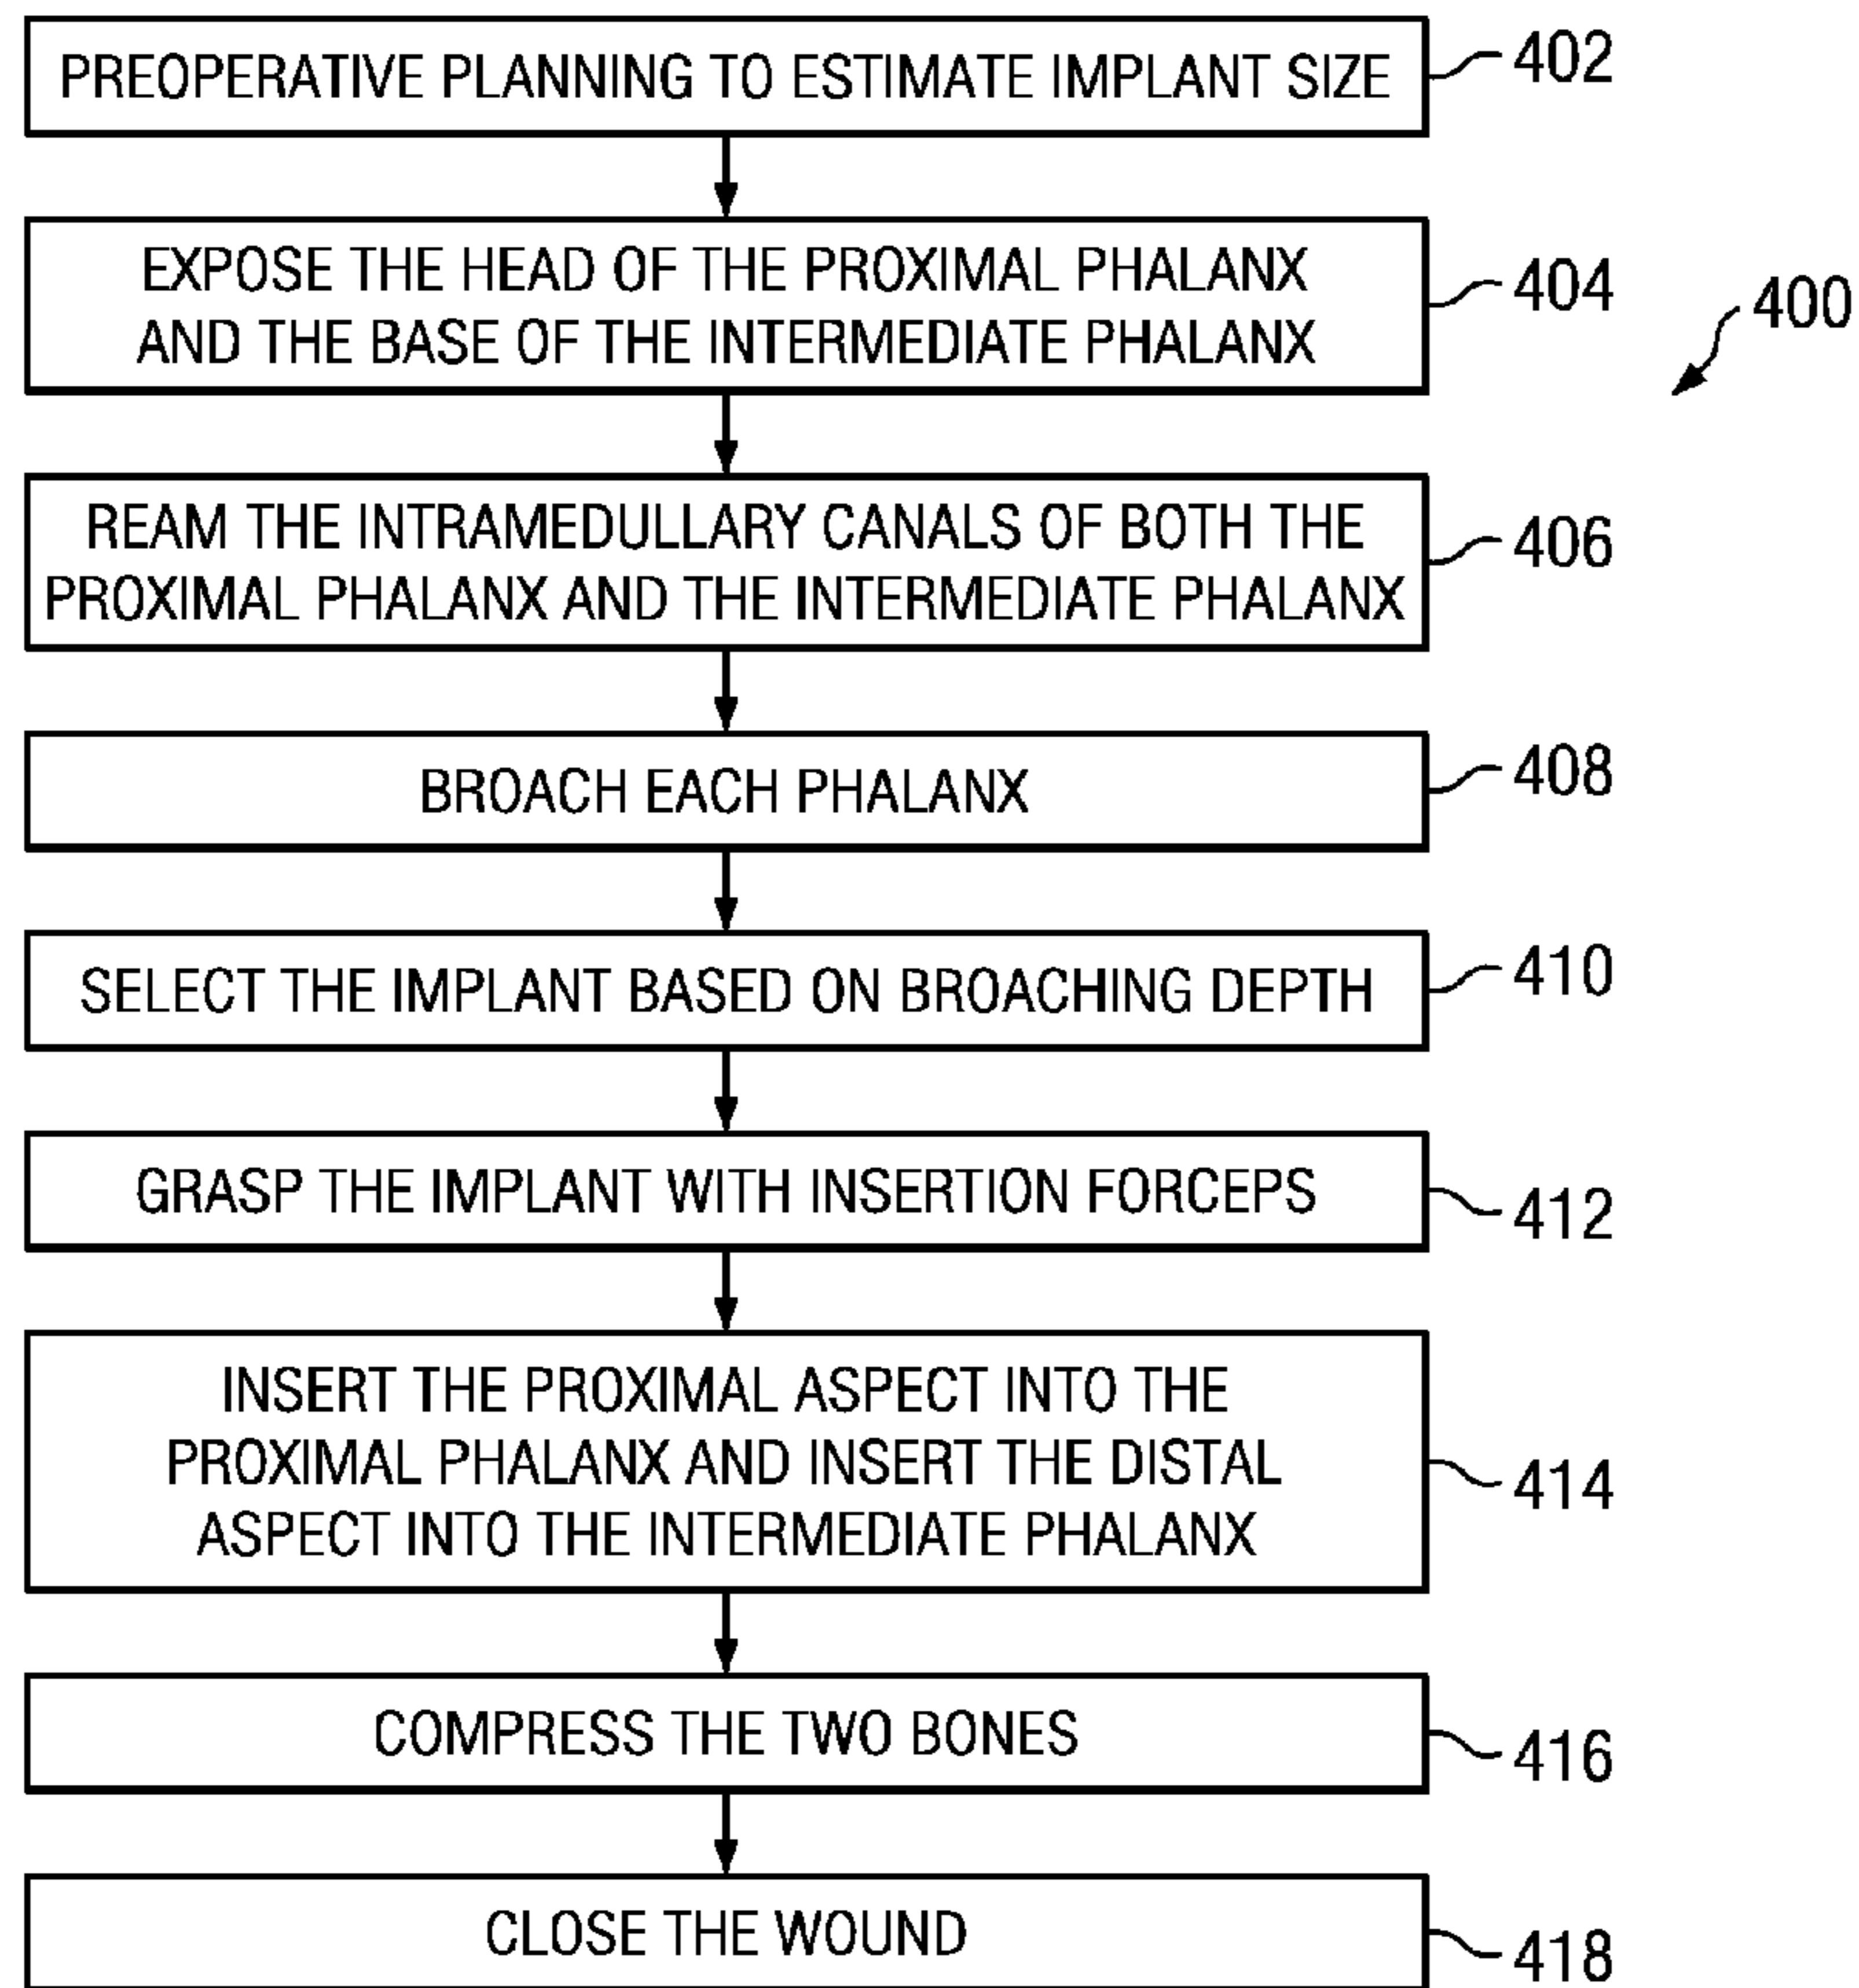 PREOPERATIVE PLANNING TO ESTIMATE IMPLANT SIZE
402
EXPOSE THE HEAD OF THE PROXIMAL PHALANX
AND THE BASE OF THE INTERMEDIATE PHALANX
404
400
REAM THE INTRAMEDULLARY CANALS OF BOTH THE
PROXIMAL PHALANX AND THE INTERMEDIATE PHALANX
406
BROACH EACH PHALANX
408
SELECT THE IMPLANT BASED ON BROACHING DEPTH
410
GRASP THE IMPLANT WITH INSERTION FORCEPS
412
INSERT THE PROXIMAL ASPECT INTO THE
PROXIMAL PHALANX AND INSERT THE DISTAL
ASPECT INTO THE INTERMEDIATE PHALANX
414
COMPRESS THE TWO BONES
416
CLOSE THE WOUND
418